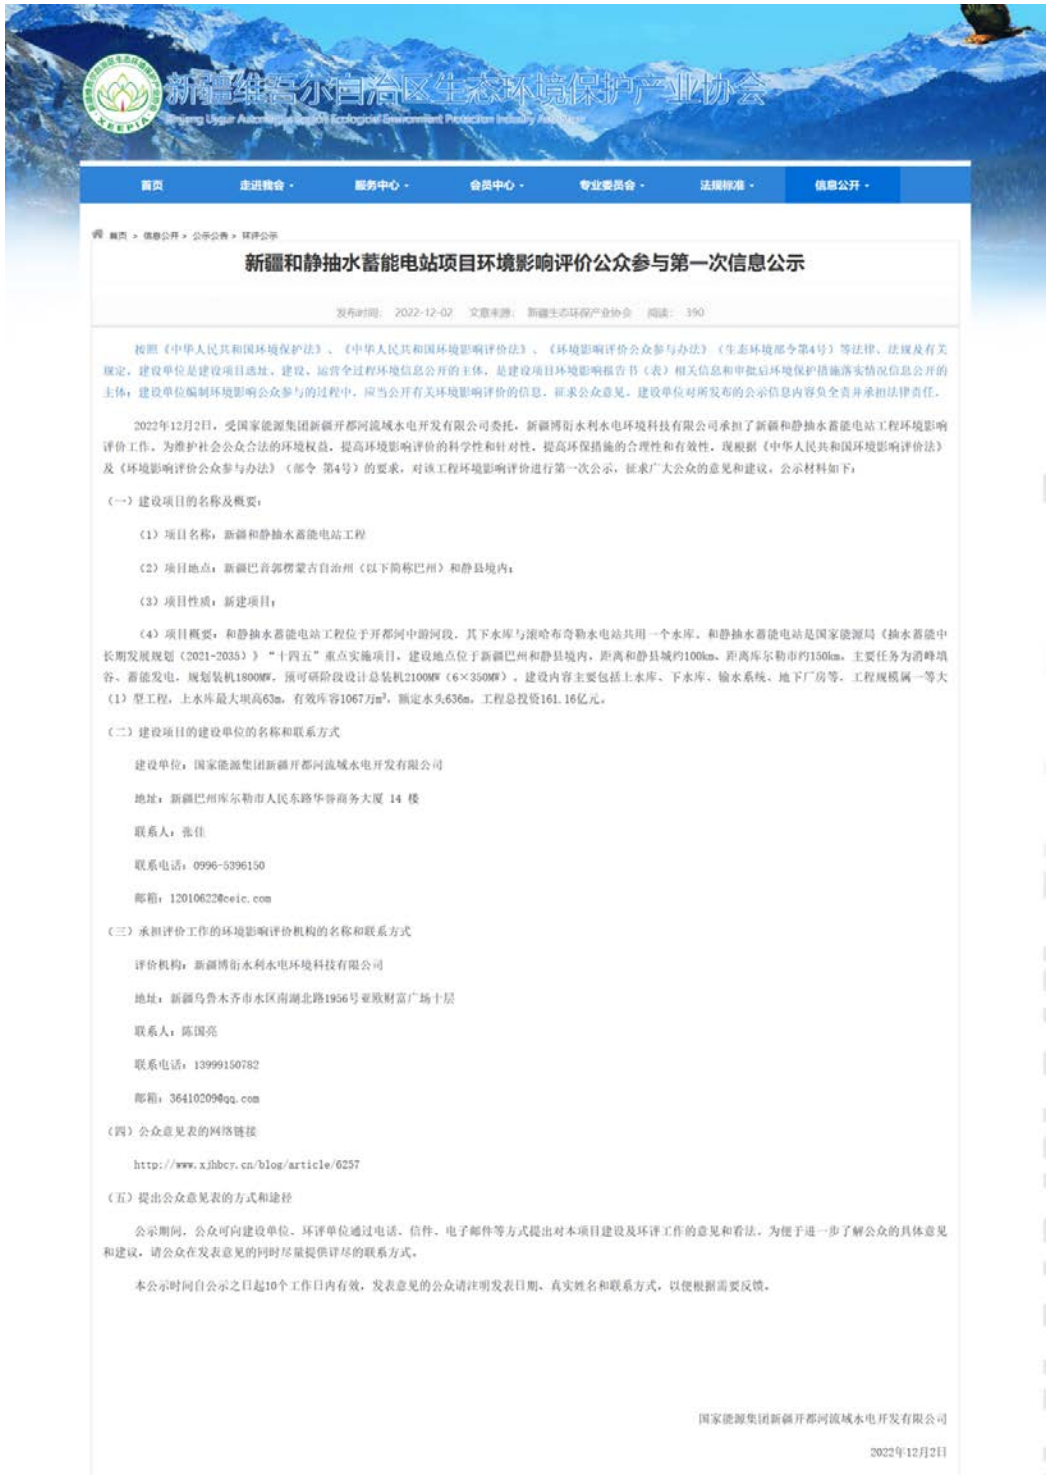 新疆维吾尔自治区生态环境保护产业协会
Xinjiang Uygur Autonomous Region Ecological Environment Protection Industry
XEEPIA
首页 走进我会 服务中心 会员中心 专业委员会 法规标准 信息公开
首页 > 信息公开 > 公示公告 > 环评公示
新疆和静抽水蓄能电站项目环境影响评价公众参与第一次信息公示
发布时间: 2022-12-02 文章来源: 新疆生态环保产业协会 阅读: 390
按照《中华人民共和国环境保护法》、《中华人民共和国环境影响评价法》、《环境影响评价公众参与办法》（生态环境部令第4号）等法律、法规及有关
规定，建设单位是建设项目选址、建设、运营全过程环境信息公开的主体，是建设项目环境影响报告书（表）相关信息和审批后环境保护措施落实情况信息公开的
主体；建设单位编制环境影响公众参与的过程中，应当公开有关环境影响评价的信息，征求公众意见。建设单位对所发布的公示信息内容负全责并承担法律责任。
2022年12月2日，受国家能源集团新疆开都河流域水电开发有限公司委托，新疆博衍水利水电环境科技有限公司承担了新疆和静抽水蓄能电站工程环境影响
评价工作。为维护社会公众合法的环境权益，提高环境影响评价的科学性和针对性，提高环保措施的合理性和有效性，现根据《中华人民共和国环境影响评价法》
及《环境影响评价公众参与办法》（部令 第4号）的要求，对该工程环境影响评价进行第一次公示，征求广大公众的意见和建议。公示材料如下：
（一）建设项目的名称及概要：
（1）项目名称：新疆和静抽水蓄能电站工程
（2）项目地点：新疆巴音郭楞蒙古自治州（以下简称巴州）和静县境内；
（3）项目性质：新建项目；
（4）项目概要：和静抽水蓄能电站工程位于开都河中游河段，其下水库与滚哈布奇勒水电站共用一个水库。和静抽水蓄能电站是国家能源局《抽水蓄能中
长期发展规划（2021-2035）》“十四五”重点实施项目，建设地点位于新疆巴州和静县境内，距离和静县城约100km、距离库尔勒市约150km。主要任务为消峰填
谷、蓄能发电，规划装机1800MW，预可研阶段设计总装机2100MW（6×350MW）。建设内容主要包括上水库、下水库、输水系统、地下厂房等，工程规模属一等大
（1）型工程，上水库最大坝高63m，有效库容1067万m³，额定水头636m。工程总投资161.16亿元。
（二）建设项目的建设单位的名称和联系方式
建设单位：国家能源集团新疆开都河流域水电开发有限公司
地址：新疆巴州库尔勒市人民东路华誉商务大厦 14 楼
联系人：张佳
联系电话：0996-5396150
邮箱：12010622@ceic.com
（三）承担评价工作的环境影响评价机构的名称和联系方式
评价机构：新疆博衍水利水电环境科技有限公司
地址：新疆乌鲁木齐市水区南湖北路1956号亚欧财富广场十层
联系人：陈国亮
联系电话：13999150782
邮箱：36410209@qq.com
（四）公众意见表的网络链接
http://www.xjhbcy.cn/blog/article/6257
（五）提出公众意见表的方式和途径
公示期间，公众可向建设单位、环评单位通过电话、信件、电子邮件等方式提出对本项目建设及环评工作的意见和看法。为便于进一步了解公众的具体意见
和建议，请公众在发表意见的同时尽量提供详尽的联系方式。
本公示时间自公示之日起10个工作日内有效，发表意见的公众请注明发表日期、真实姓名和联系方式，以便根据需要反馈。
国家能源集团新疆开都河流域水电开发有限公司
2022年12月2日